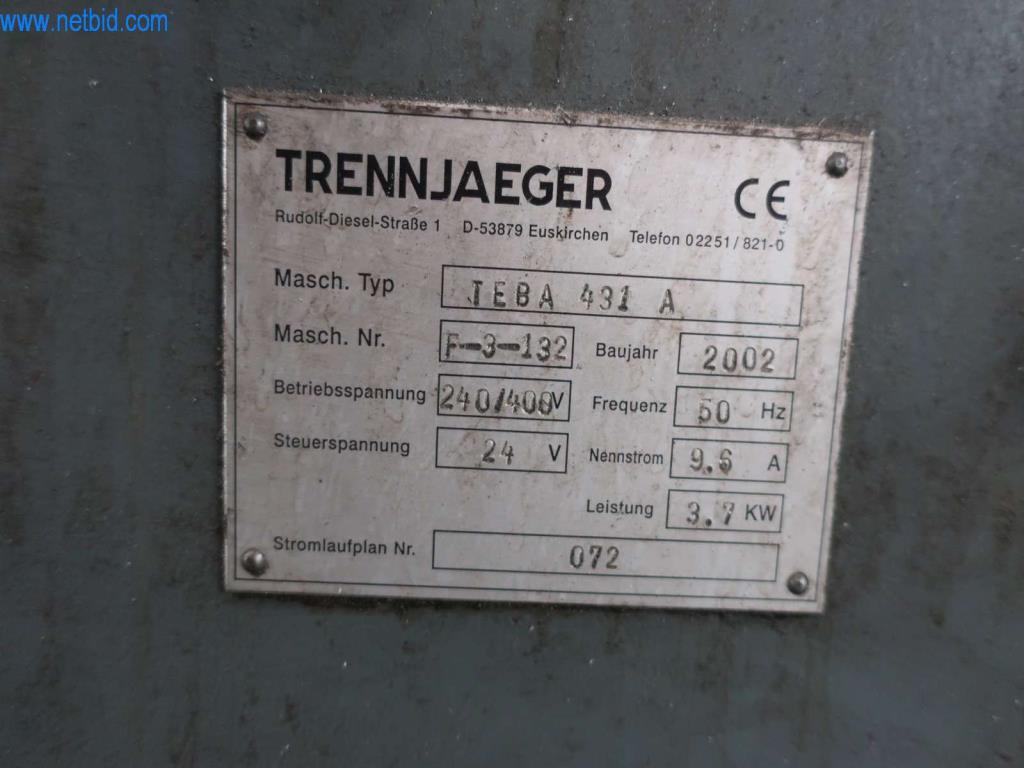 www.netbid.com
TRENNJAEGER CE
Rudolf-Diesel-Straße 1 D-53879 Euskirchen Telefon 02251/821-0
Masch. Typ TEBA 431 A
Masch. Nr. F-3-132 Baujahr 2002
Betriebsspannung 240/400V Frequenz 50 Hz
Steuerspannung 24 V Nennstrom 9.6 A
Leistung 3.7 KW
Stromlaufplan Nr. 072